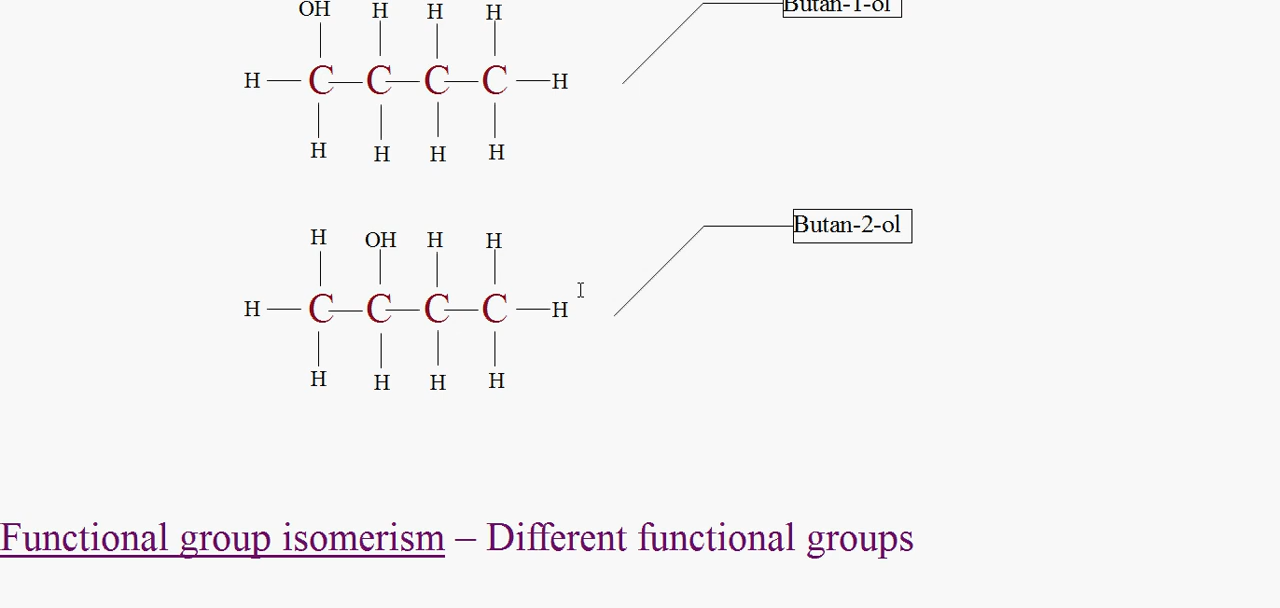 OH H H H
Butan-1-ol
H C C C C H
H H H H
Butan-2-ol
H OH H H
H C C C C H
H H H H
Functional group isomerism – Different functional groups